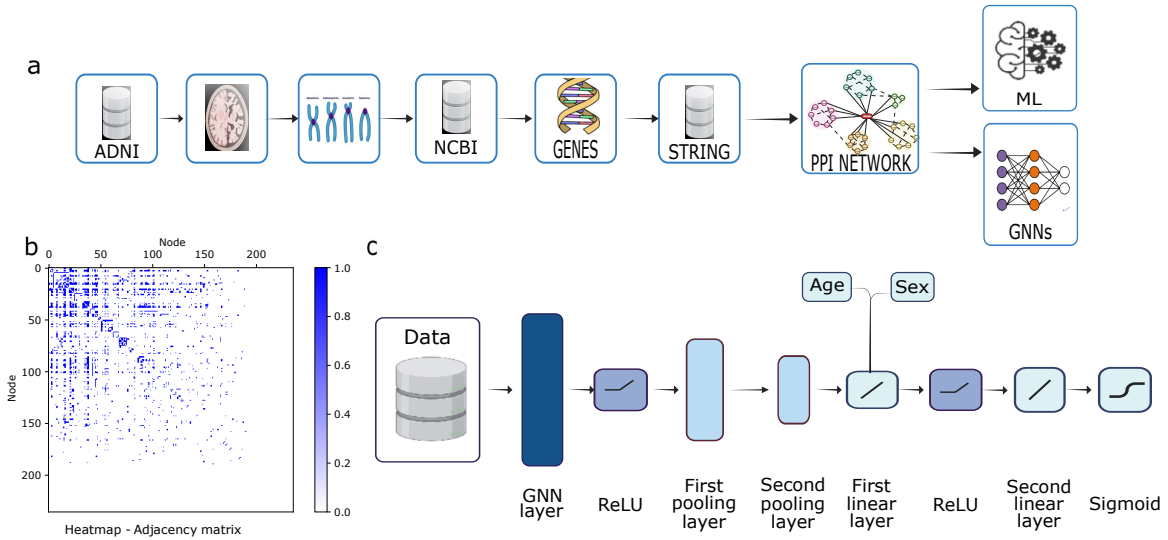 a
ADNI
NCBI
GENES
STRING
PPI NETWORK
ML
GNNs
b
Node
0 50 100 150 200
Node
0
50
100
150
200
1.0
0.8
0.6
0.4
0.2
0.0
Heatmap - Adjacency matrix
c
Data
Age
Sex
GNN
layer
ReLU
First
pooling
layer
Second
pooling
layer
First
linear
layer
ReLU
Second
linear
layer
Sigmoid